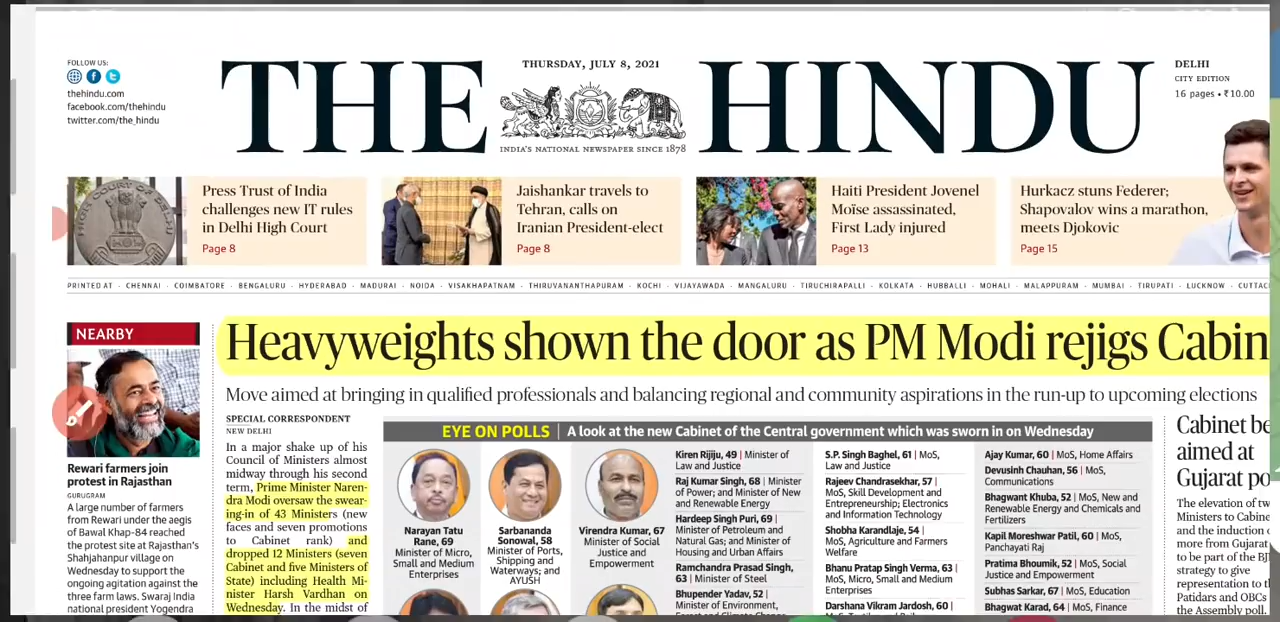 FOLLOW US:
thehindu.com
facebook.com/thehindu
twitter.com/the_hindu
THE HINDU
THURSDAY, JULY 8, 2021
INDIA'S NATIONAL NEWSPAPER SINCE 1878
DELHI
CITY EDITION
16 pages • ₹10.00
Press Trust of India
challenges new IT rules
in Delhi High Court
Page 8
Jaishankar travels to
Tehran, calls on
Iranian President-elect
Page 8
Haiti President Jovenel
Moïse assassinated,
First Lady injured
Page 13
Hurkacz stuns Federer;
Shapovalov wins a marathon,
meets Djokovic
Page 15
PRINTED AT · CHENNAI · COIMBATORE · BENGALURU · HYDERABAD · MADURAI · NOIDA · VISAKHAPATNAM · THIRUVANANTHAPURAM · KOCHI · VIJAYAWADA · MANGALURU · TIRUCHIRAPALLI · KOLKATA · HUBBALLI · MOHALI · MALAPPURAM · MUMBAI · TIRUPATI · LUCKNOW · CUTTAC
NEARBY
Rewari farmers join
protest in Rajasthan
GURUGRAM
A large number of farmers
from Rewari under the aegis
of Bawal Khap-84 reached
the protest site at Rajasthan's
Shahjahanpur village on
Wednesday to support the
ongoing agitation against the
three farm laws. Swaraj India
national president Yogendra
Heavyweights shown the door as PM Modi rejigs Cabin
Move aimed at bringing in qualified professionals and balancing regional and community aspirations in the run-up to upcoming elections
SPECIAL CORRESPONDENT
NEW DELHI
In a major shake up of his
Council of Ministers almost
midway through his second
term, Prime Minister Naren-
dra Modi oversaw the swear-
ing-in of 43 Ministers (new
faces and seven promotions
to Cabinet rank) and
dropped 12 Ministers (seven
Cabinet and five Ministers of
State) including Health Mi-
nister Harsh Vardhan on
Wednesday. In the midst of
EYE ON POLLS | A look at the new Cabinet of the Central government which was sworn in on Wednesday
Narayan Tatu
Rane, 69
Minister of Micro,
Small and Medium
Enterprises
Sarbananda
Sonowal, 58
Minister of Ports,
Shipping and
Waterways; and
AYUSH
Virendra Kumar, 67
Minister of Social
Justice and
Empowerment
Kiren Rijiju, 49 | Minister of
Law and Justice
Raj Kumar Singh, 68 | Minister
of Power; and Minister of New
and Renewable Energy
Hardeep Singh Puri, 69 |
Minister of Petroleum and
Natural Gas; and Minister of
Housing and Urban Affairs
Ramchandra Prasad Singh,
63 | Minister of Steel
Bhupender Yadav, 52 |
Minister of Environment,
S.P. Singh Baghel, 61 | MoS,
Law and Justice
Rajeev Chandrasekhar, 57 |
MoS, Skill Development and
Entrepreneurship; Electronics
and Information Technology
Shobha Karandlaje, 54 |
MoS, Agriculture and Farmers
Welfare
Bhanu Pratap Singh Verma, 63 |
MoS, Micro, Small and Medium
Enterprises
Darshana Vikram Jardosh, 60 |
Ajay Kumar, 60 | MoS, Home Affairs
Devusinh Chauhan, 56 | MoS,
Communications
Bhagwant Khuba, 52 | MoS, New and
Renewable Energy and Chemicals and
Fertilizers
Kapil Moreshwar Patil, 60 | MoS,
Panchayati Raj
Pratima Bhoumik, 52 | MoS, Social
Justice and Empowerment
Subhas Sarkar, 67 | MoS, Education
Bhagwat Karad, 64 | MoS, Finance
Cabinet be
aimed at
Gujarat po
The elevation of tw
Ministers to Cabine
and the induction o
more from Gujarat
to be part of the BJ
strategy to give
representation to t
Patidars and OBCs
the Assembly poll.